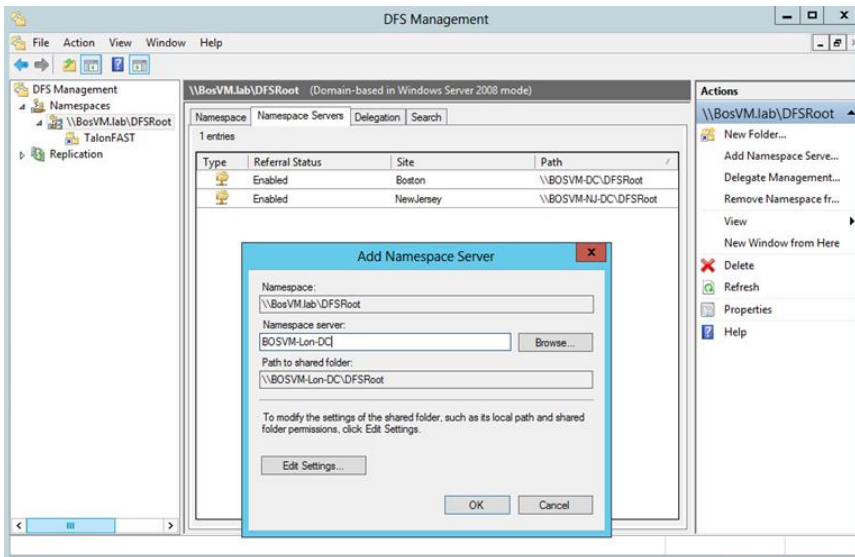 DFS Management
File Action View Window Help
DFS Management
Namespaces
\\BosVM.lab\DFSRoot
TalonFAST
Replication
\\BosVM.lab\DFSRoot (Domain-based in Windows Server 2008 mode)
Namespace Namespace Servers Delegation Search
1 entries
Type Referral Status Site Path
Enabled Boston \\BOSVM-DC\DFSRoot
Enabled NewJersey \\BOSVM-NJ-DC\DFSRoot
Add Namespace Server
Namespace:
\\BosVM.lab\DFSRoot
Namespace server:
BOSVM-Lon-DC
Browse...
Path to shared folder:
\\BOSVM-Lon-DC\DFSRoot
To modify the settings of the shared folder, such as its local path and shared
folder permissions, click Edit Settings.
Edit Settings...
OK Cancel
Actions
\\BosVM.lab\DFSRoot
New Folder...
Add Namespace Serve...
Delegate Management...
Remove Namespace fr...
View
New Window from Here
Delete
Refresh
Properties
Help